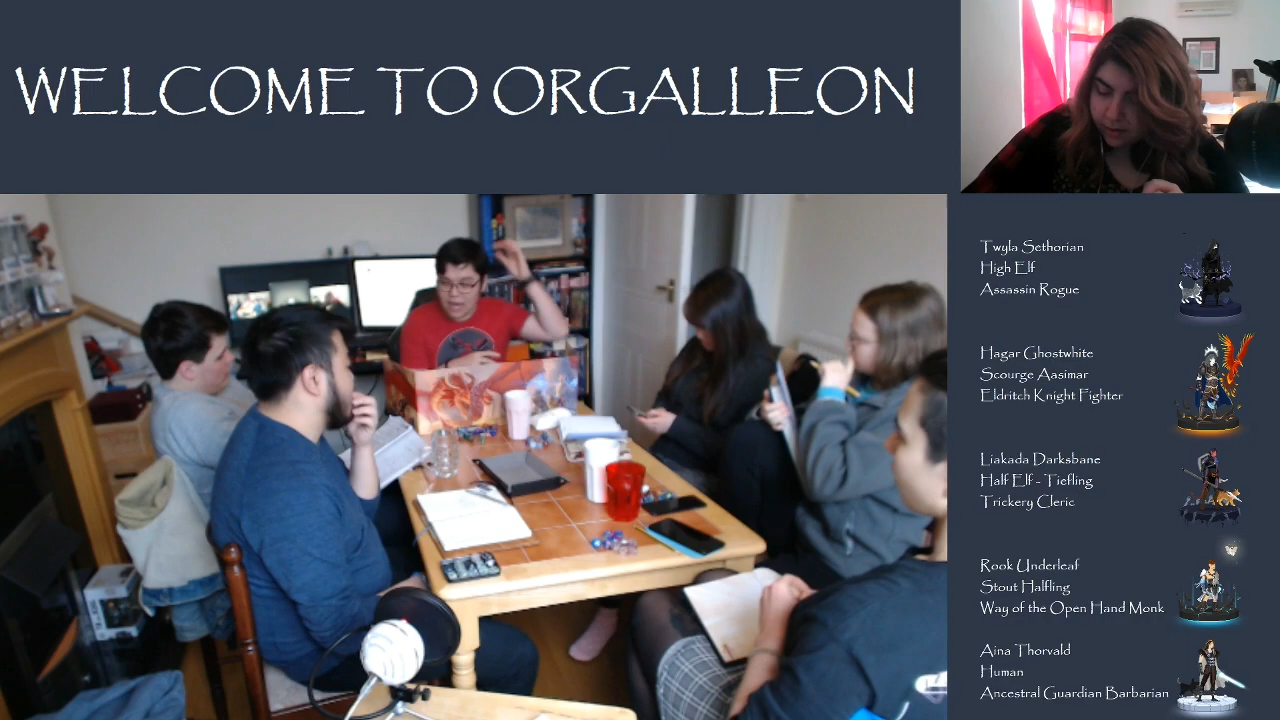 WELCOME TO ORGALLEON
Twyla Sethorian
High Elf
Assassin Rogue
Hagar Ghostwhite
Scourge Aasimar
Eldritch Knight Fighter
Liakada Darksbane
Half Elf - Tiefling
Trickery Cleric
Rook Underleaf
Stout Halfling
Way of the Open Hand Monk
Aina Thorvald
Human
Ancestral Guardian Barbarian